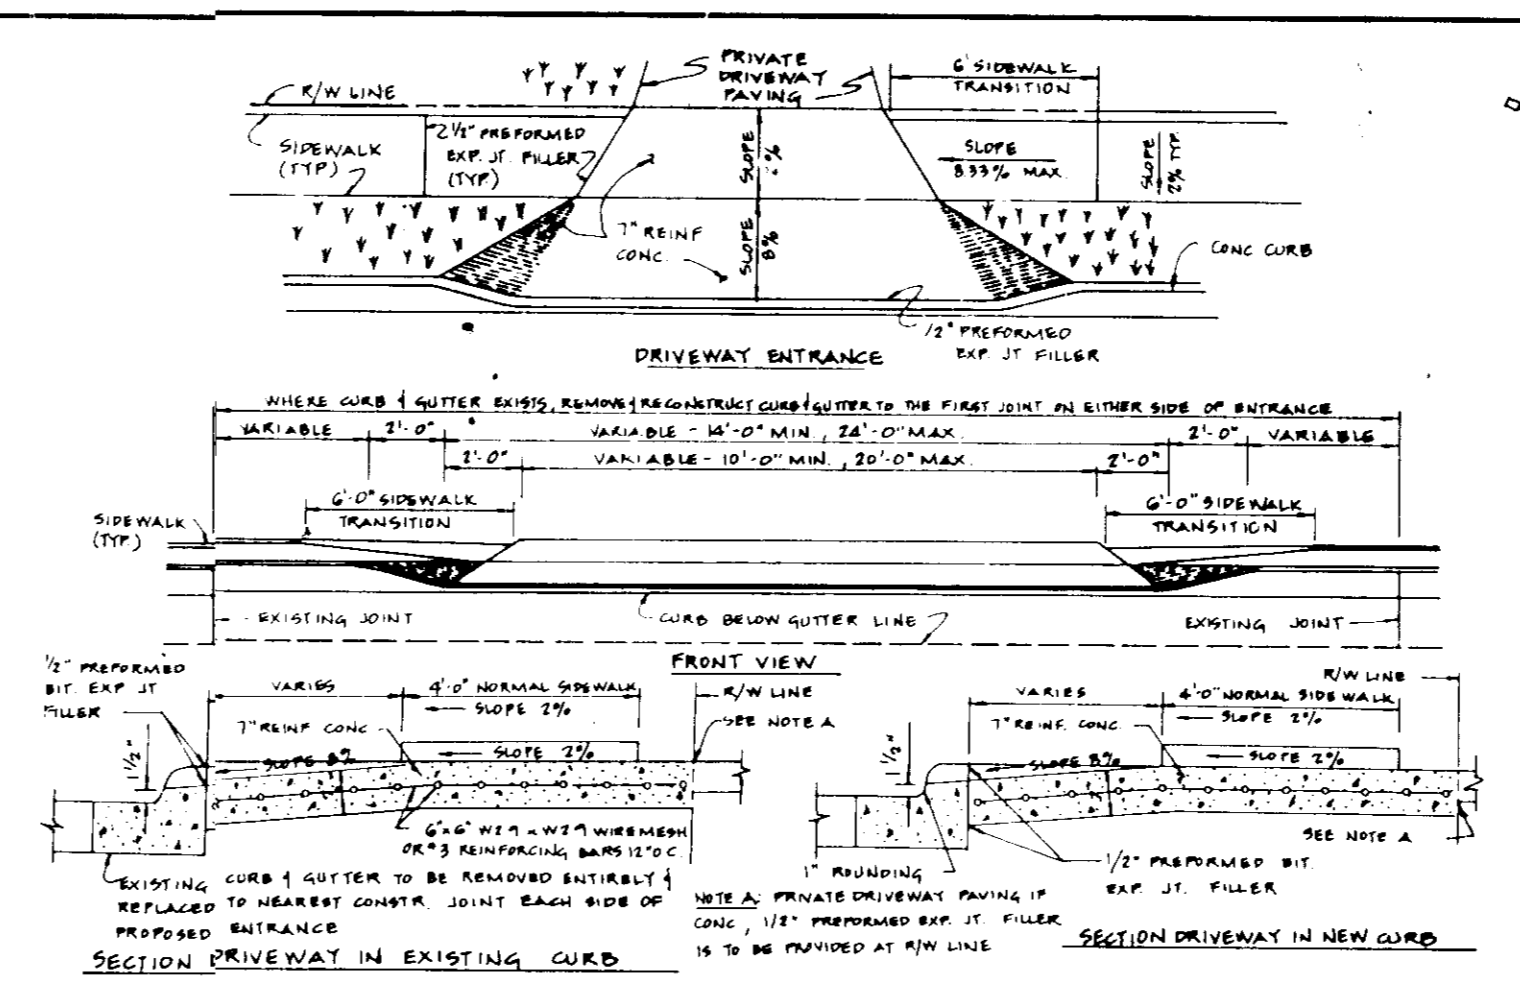 PRIVATE
DRIVEWAY
PAVING
6' SIDEWALK
TRANSITION
R/W LINE
SIDEWALK
(TYP.)
2 1/2" PREFORMED
EXP. JT. FILLER
(TYP.)
SLOPE
SLOPE
8.33% MAX.
SLOPE
2% TYP.
7" REINF
CONC.
SLOPE
8%
CONC CURB
1/2" PREFORMED
EXP. JT FILLER
DRIVEWAY ENTRANCE
WHERE CURB & GUTTER EXISTS, REMOVE & RECONSTRUCT CURB & GUTTER TO THE FIRST JOINT ON EITHER SIDE OF ENTRANCE
VARIABLE 2'-0" VARIABLE - 14'-0" MIN., 24'-0" MAX. 2'-0" VARIABLE
2'-0" VARIABLE - 10'-0" MIN., 20'-0" MAX. 2'-0"
6'-0" SIDEWALK
TRANSITION
6'-0" SIDEWALK
TRANSITION
SIDEWALK
(TYP.)
EXISTING JOINT
CURB BELOW GUTTER LINE
EXISTING JOINT
FRONT VIEW
1/2" PREFORMED
BIT. EXP JT
FILLER
VARIES
4'-0" NORMAL SIDEWALK
SLOPE 2%
R/W LINE
SEE NOTE A
7" REINF CONC
SLOPE 8%
SLOPE 2%
1 1/2"
6"x6" W2.9 x W2.9 WIRE MESH
OR #3 REINFORCING BARS 12" O.C.
EXISTING CURB & GUTTER TO BE REMOVED ENTIRELY &
REPLACED TO NEAREST CONSTR. JOINT EACH SIDE OF
PROPOSED ENTRANCE
SECTION DRIVEWAY IN EXISTING CURB
R/W LINE
VARIES
4'-0" NORMAL SIDE WALK
SLOPE 2%
7" REINF. CONC.
SLOPE 8%
SLOPE 2%
1 1/2"
SEE NOTE A
1" ROUNDING
1/2" PREFORMED BIT.
EXP. JT. FILLER
NOTE A: PRIVATE DRIVEWAY PAVING IF
CONC, 1/2" PREFORMED EXP. JT. FILLER
IS TO BE PROVIDED AT R/W LINE
SECTION DRIVEWAY IN NEW CURB